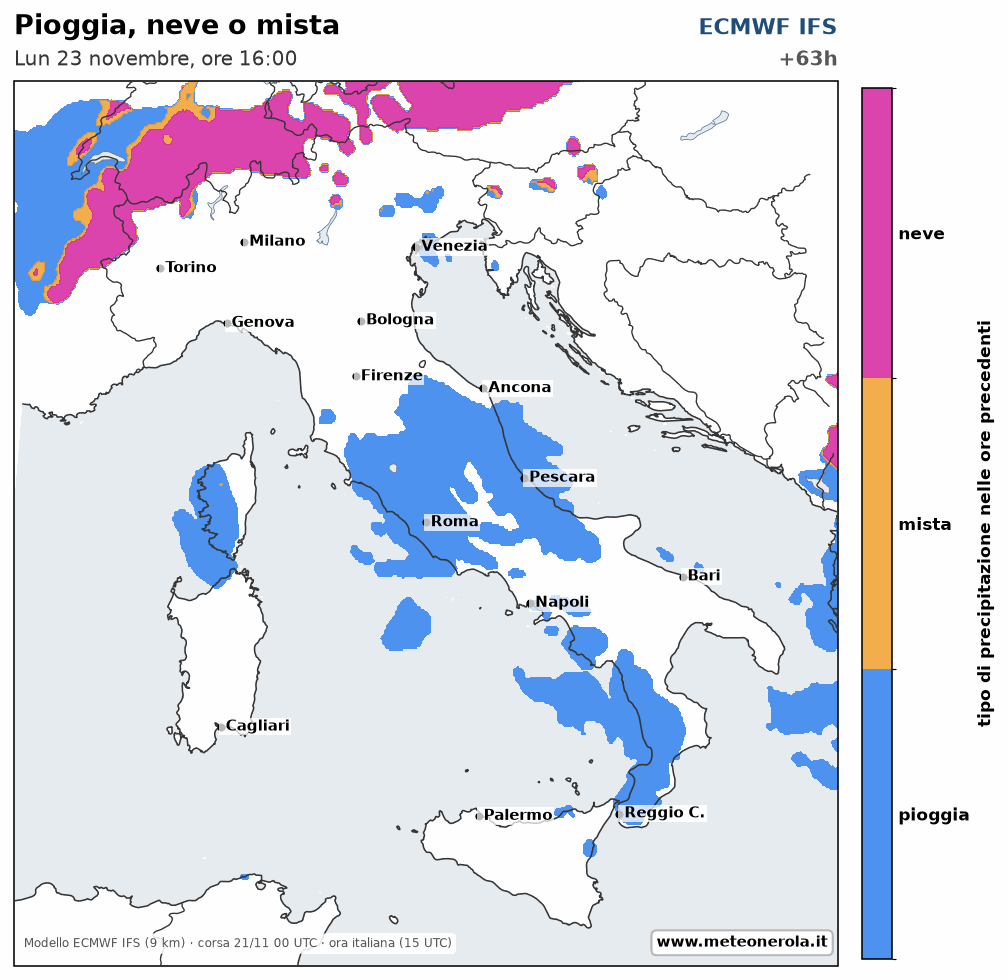 Pioggia, neve o mista
ECMWF IFS
Lun 23 novembre, ore 16:00
+63h
neve
mista
pioggia
tipo di precipitazione nelle ore precedenti
Milano
Venezia
Torino
Genova
Bologna
Firenze
Ancona
Pescara
Roma
Bari
Napoli
Cagliari
Palermo
Reggio C.
Modello ECMWF IFS (9 km) · corsa 21/11 00 UTC · ora italiana (15 UTC)
www.meteonerola.it